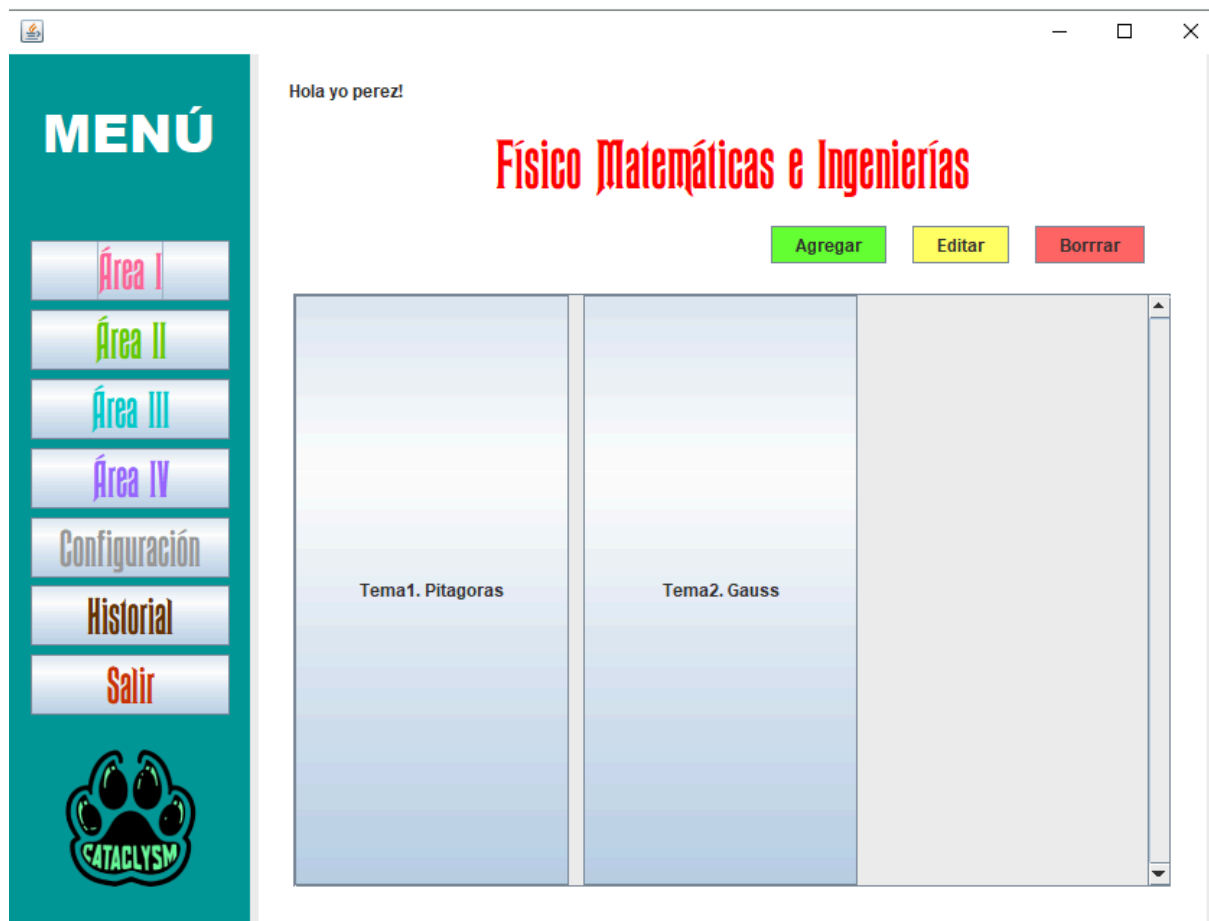 Hola yo perez!
MENÚ
Físico Matemáticas e Ingenierías
Agregar Editar Borrrar
Área I
Área II
Área III
Área IV
Configuración
Historial
Salir
Tema1. Pitagoras Tema2. Gauss
CATACLYSM